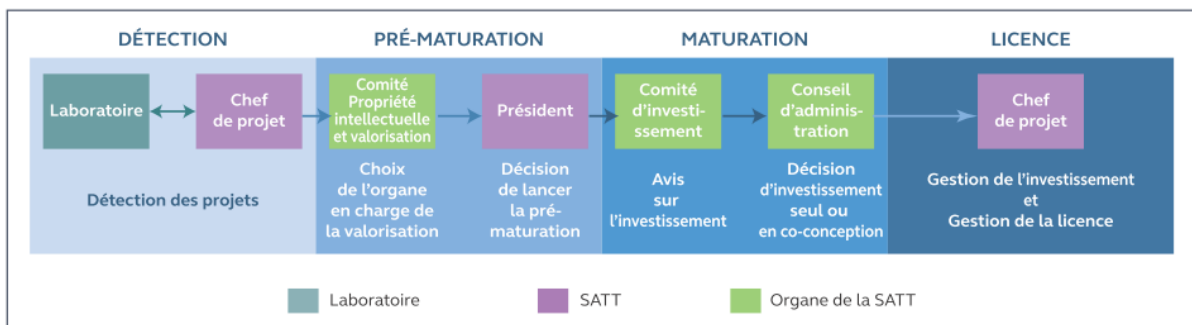 DÉTECTION
PRÉ-MATURATION
MATURATION
LICENCE
Laboratoire
Chef
de projet
Comité
Propriété
intellectuelle
et valorisation
Président
Comité
d'investi-
ssement
Conseil
d'adminis-
tration
Chef
de projet
Détection des projets
Choix
de l'organe
en charge de
la valorisation
Décision
de lancer
la pré-
maturation
Avis
sur
l'investissement
Décision
d'investissement
seul ou
en co-conception
Gestion de l'investissement
et
Gestion de la licence
Laboratoire
SATT
Organe de la SATT